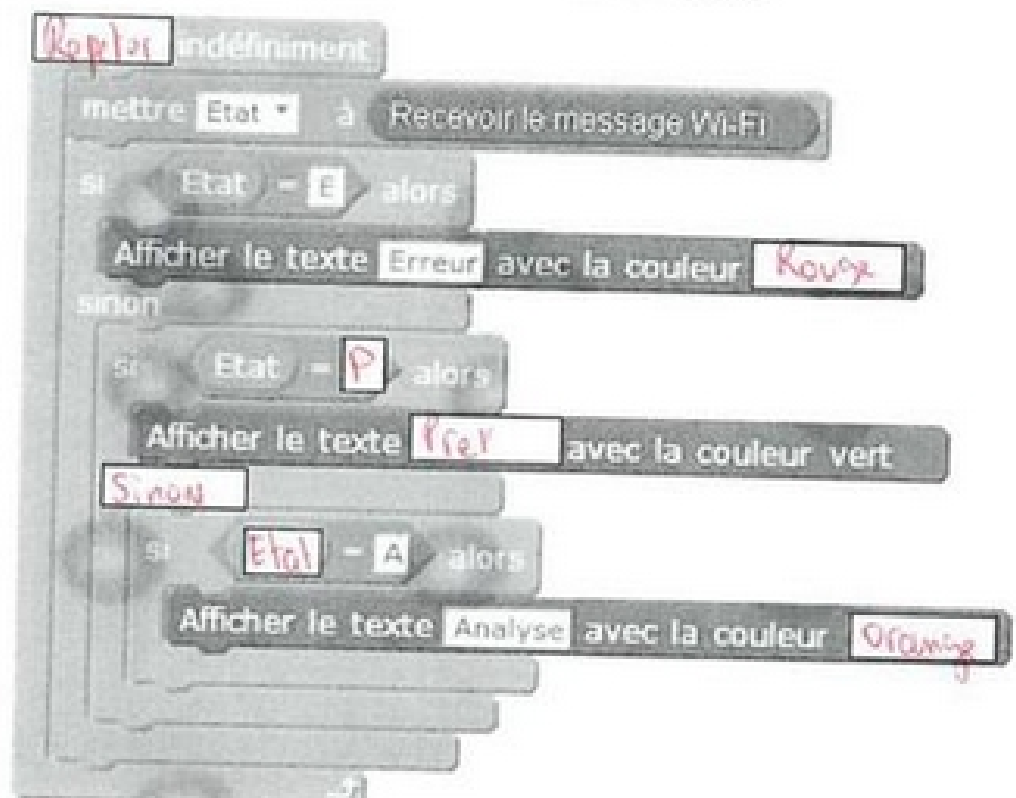 Repeter indéfiniment
mettre Etat à Recevoir le message Wi-Fi
si Etat = E alors
Afficher le texte Erreur avec la couleur Rouge
sinon
si Etat = P alors
Afficher le texte Pret avec la couleur vert
Sinon
si Etat = A alors
Afficher le texte Analyse avec la couleur Orange